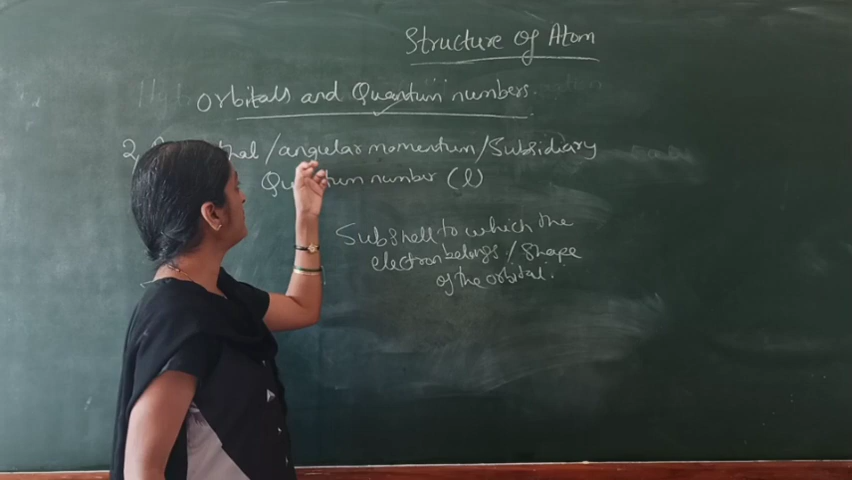 Structure of Atom
Orbitals and Quantum numbers.
2, /angular momentum/Subsidiary
Quantum number (l)
Subshell to which the
electron belongs / Shape
of the orbital.